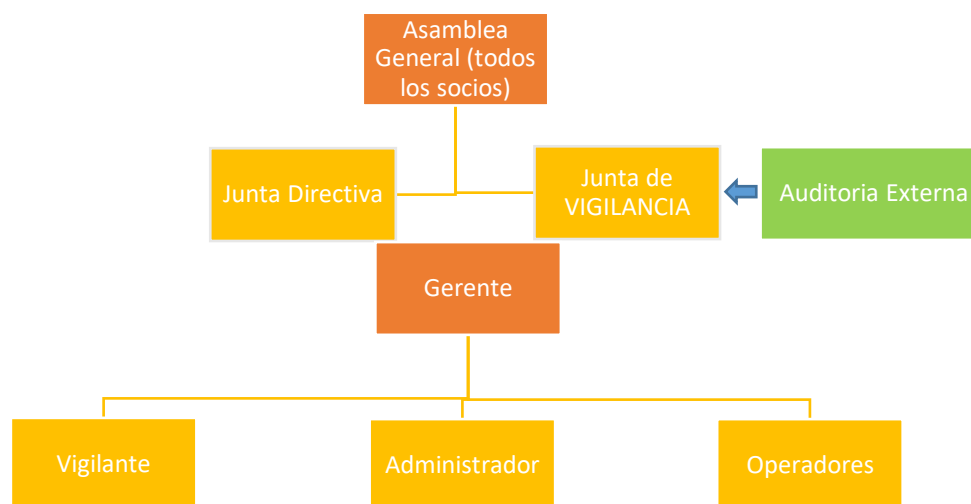 Asamblea
General (todos
los socios)
Junta Directiva
Junta de
VIGILANCIA
Auditoria Externa
Gerente
Vigilante
Administrador
Operadores